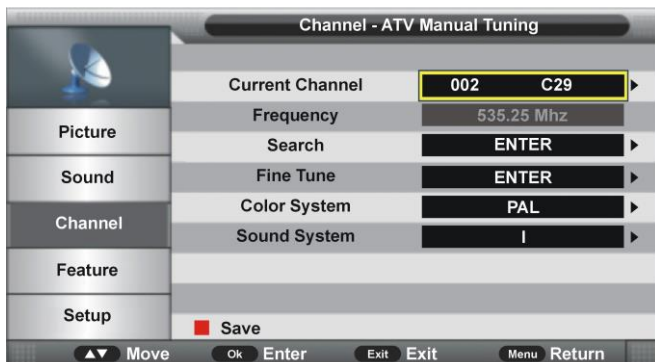 Channel - ATV Manual Tuning
Picture
Sound
Channel
Feature
Setup
Current Channel 002 C29
Frequency 535.25 Mhz
Search ENTER
Fine Tune ENTER
Color System PAL
Sound System I
Save
Move Ok Enter Exit Exit Menu Return